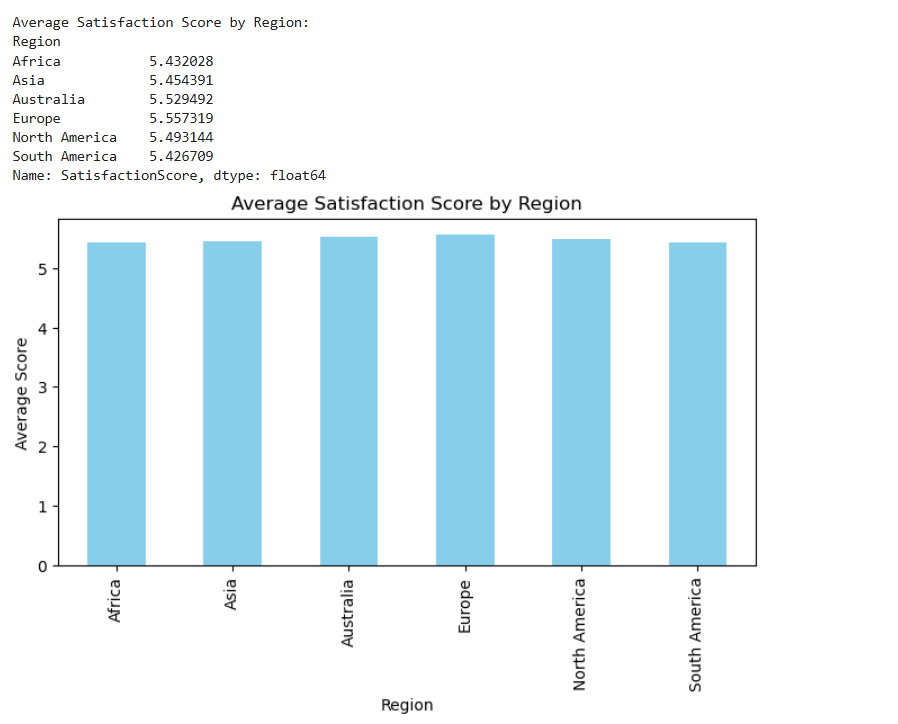 Average Satisfaction Score by Region:
Region
Africa           5.432028
Asia             5.454391
Australia        5.529492
Europe           5.557319
North America    5.493144
South America    5.426709
Name: SatisfactionScore, dtype: float64
Average Satisfaction Score by Region
Average Score
5
4
3
2
1
0
Africa
Asia
Australia
Europe
North America
South America
Region